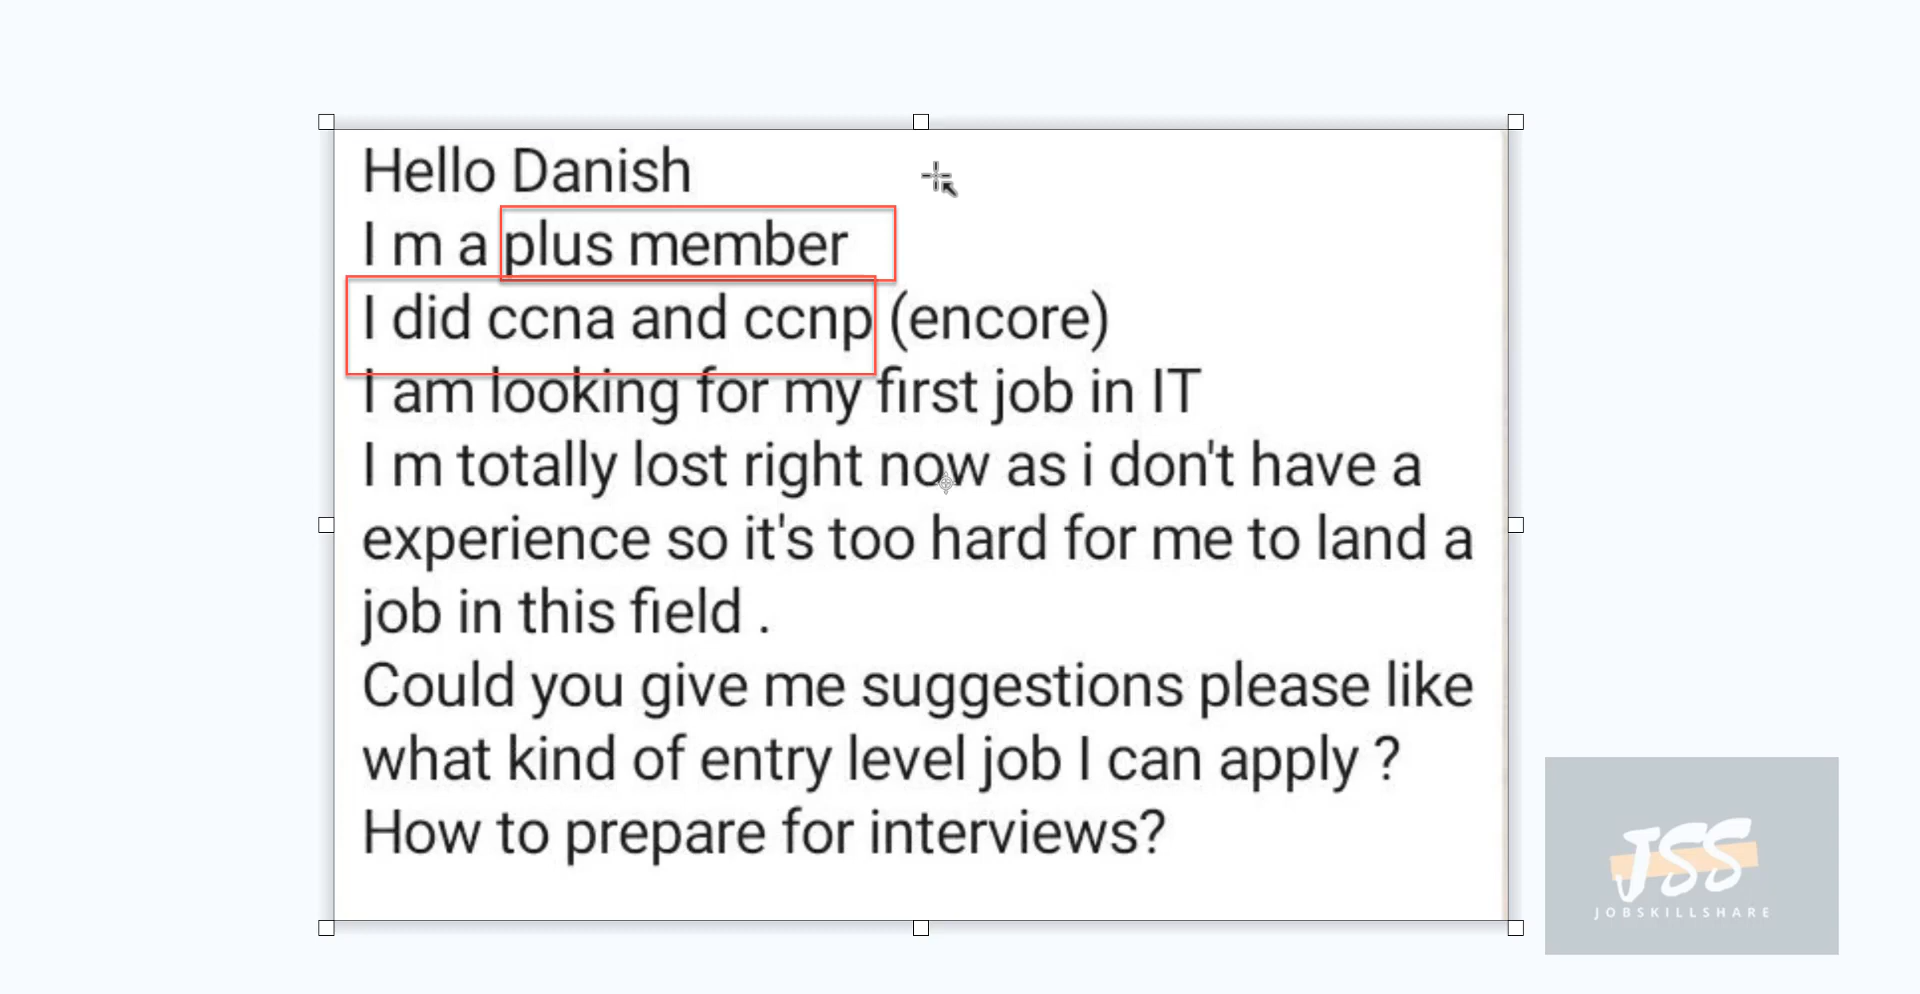 Hello Danish
I m a plus member
I did ccna and ccnp (encore)
I am looking for my first job in IT
I m totally lost right now as i don't have a
experience so it's too hard for me to land a
job in this field .
Could you give me suggestions please like
what kind of entry level job I can apply ?
How to prepare for interviews?
JSS
JOBSKILLSHARE